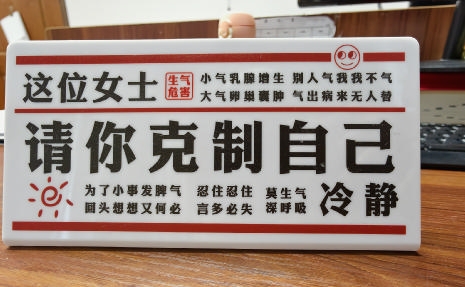 这位女士
生气
危害
小气乳腺增生 别人气我我不气
大气卵巢囊肿 气出病来无人替
请你克制自己
为了小事发脾气 忍住忍住 莫生气
回头想想又何必 言多必失 深呼吸
冷静